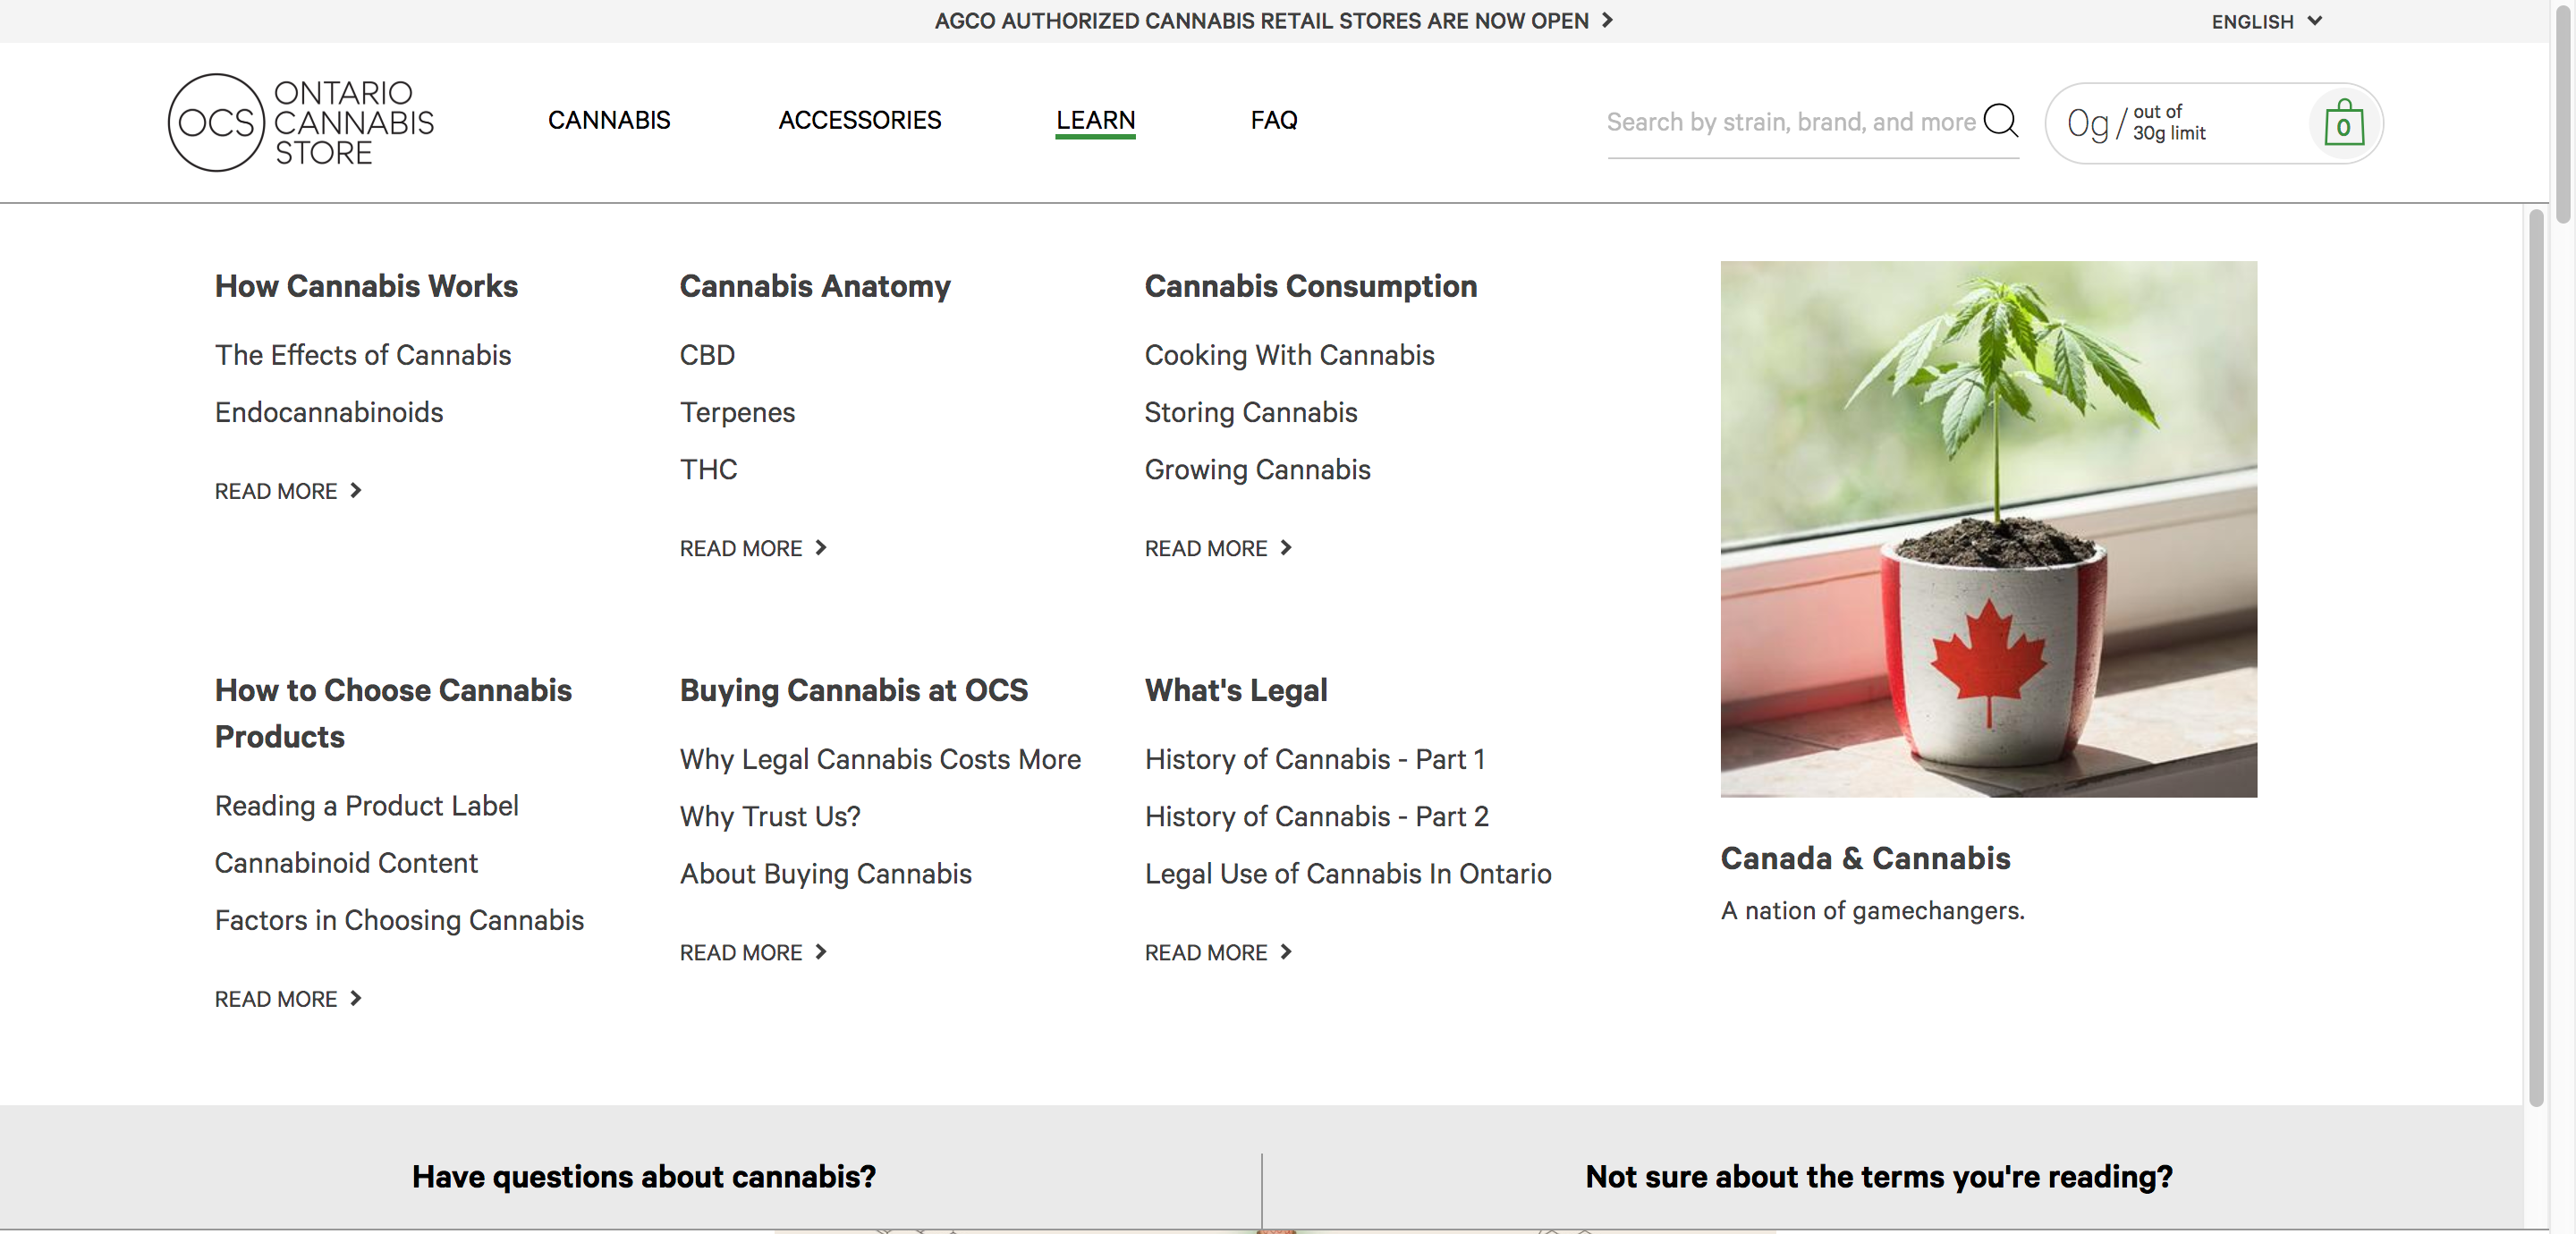 AGCO AUTHORIZED CANNABIS RETAIL STORES ARE NOW OPEN
ENGLISH
OCS
ONTARIO
CANNABIS
STORE
CANNABIS
ACCESSORIES
LEARN
FAQ
Search by strain, brand, and more
0g / out of
30g limit
0
How Cannabis Works
The Effects of Cannabis
Endocannabinoids
READ MORE
Cannabis Anatomy
CBD
Terpenes
THC
READ MORE
Cannabis Consumption
Cooking With Cannabis
Storing Cannabis
Growing Cannabis
READ MORE
How to Choose Cannabis
Products
Reading a Product Label
Cannabinoid Content
Factors in Choosing Cannabis
READ MORE
Buying Cannabis at OCS
Why Legal Cannabis Costs More
Why Trust Us?
About Buying Cannabis
READ MORE
What's Legal
History of Cannabis - Part 1
History of Cannabis - Part 2
Legal Use of Cannabis In Ontario
READ MORE
Canada & Cannabis
A nation of gamechangers.
Have questions about cannabis?
Not sure about the terms you're reading?